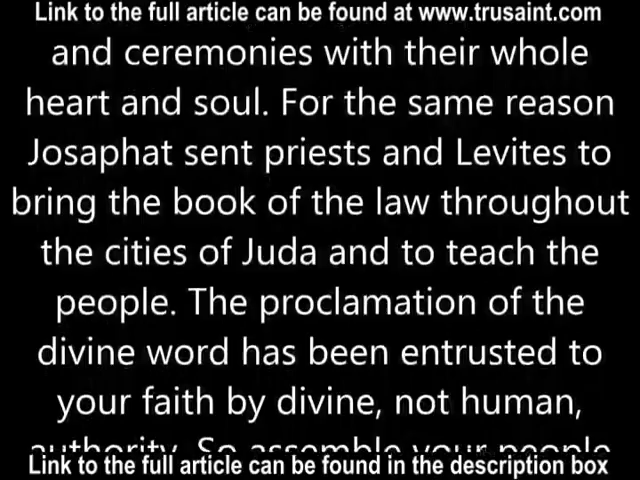 Link to the full article can be found at www.trusaint.com
and ceremonies with their whole
heart and soul. For the same reason
Josaphat sent priests and Levites to
bring the book of the law throughout
the cities of Juda and to teach the
people. The proclamation of the
divine word has been entrusted to
your faith by divine, not human,
authority. So assemble your people
Link to the full article can be found in the description box